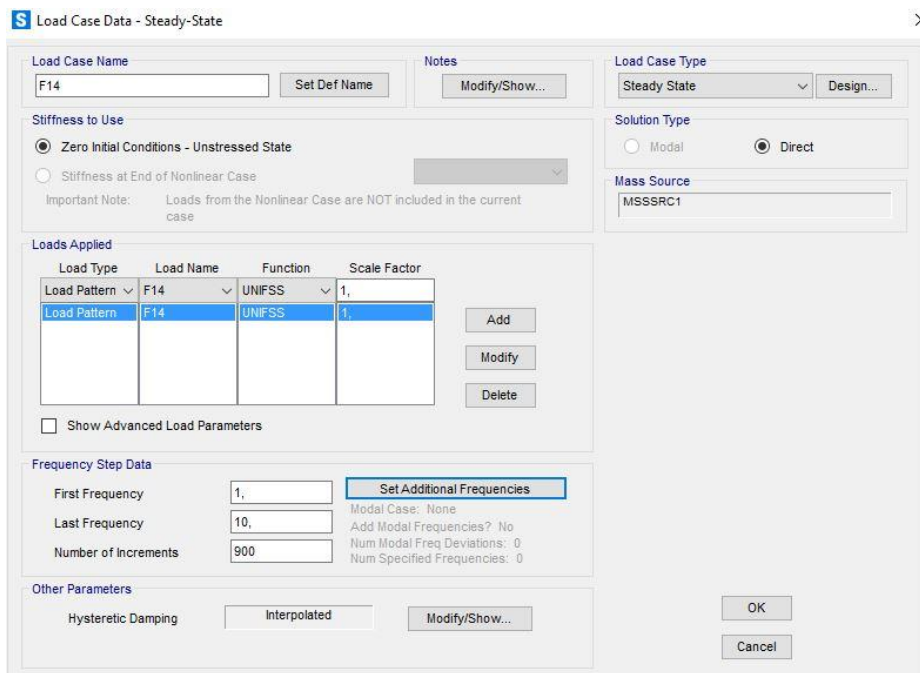 S Load Case Data - Steady-State
Load Case Name
F14
Set Def Name
Notes
Modify/Show...
Load Case Type
Steady State
Design...
Stiffness to Use
Zero Initial Conditions - Unstressed State
Stiffness at End of Nonlinear Case
Important Note: Loads from the Nonlinear Case are NOT included in the current
case
Solution Type
Modal
Direct
Mass Source
MSSSRC1
Loads Applied
Load Type Load Name Function Scale Factor
Load Pattern F14 UNIFSS 1,
Load Pattern F14 UNIFSS 1,
Add
Modify
Delete
Show Advanced Load Parameters
Frequency Step Data
First Frequency 1,
Last Frequency 10,
Number of Increments 900
Set Additional Frequencies
Modal Case: None
Add Modal Frequencies? No
Num Modal Freq Deviations: 0
Num Specified Frequencies: 0
Other Parameters
Hysteretic Damping Interpolated Modify/Show...
OK
Cancel